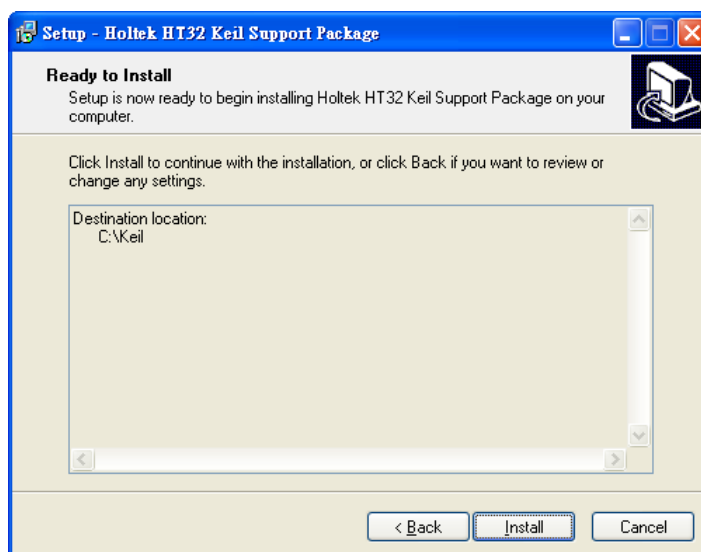 Setup - Holtek HT32 Keil Support Package
Ready to Install
Setup is now ready to begin installing Holtek HT32 Keil Support Package on your
computer.
Click Install to continue with the installation, or click Back if you want to review or
change any settings.
Destination location:
C:\Keil
< Back
Install
Cancel